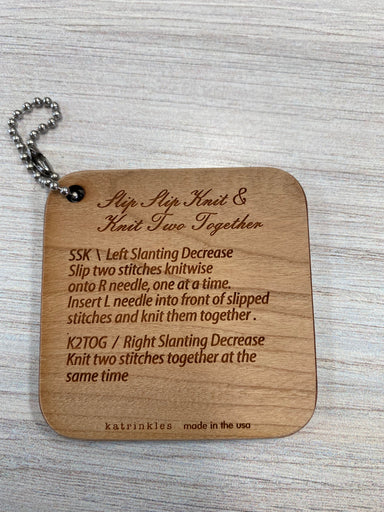 Slip Slip Knit &
Knit Two Together
SSK \ Left Slanting Decrease
Slip two stitches knitwise
onto R needle, one at a time.
Insert L needle into front of slipped
stitches and knit them together .
K2TOG / Right Slanting Decrease
Knit two stitches together at the
same time
katrinkles made in the usa